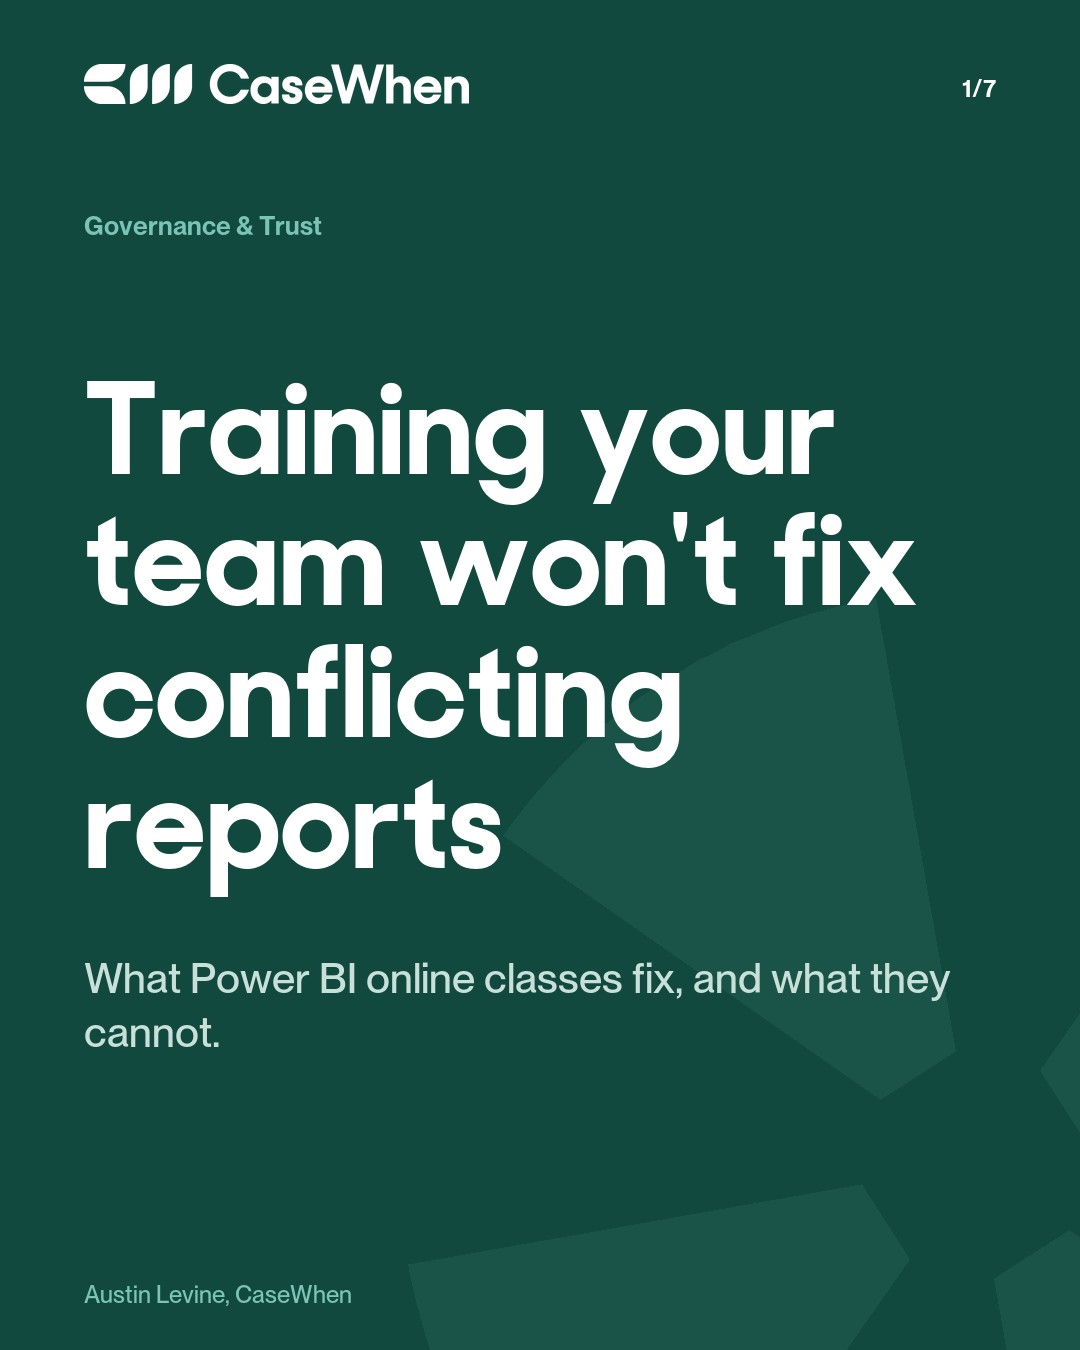 CaseWhen
1/7
Governance & Trust
Training your
team won't fix
conflicting
reports
What Power BI online classes fix, and what they
cannot.
Austin Levine, CaseWhen